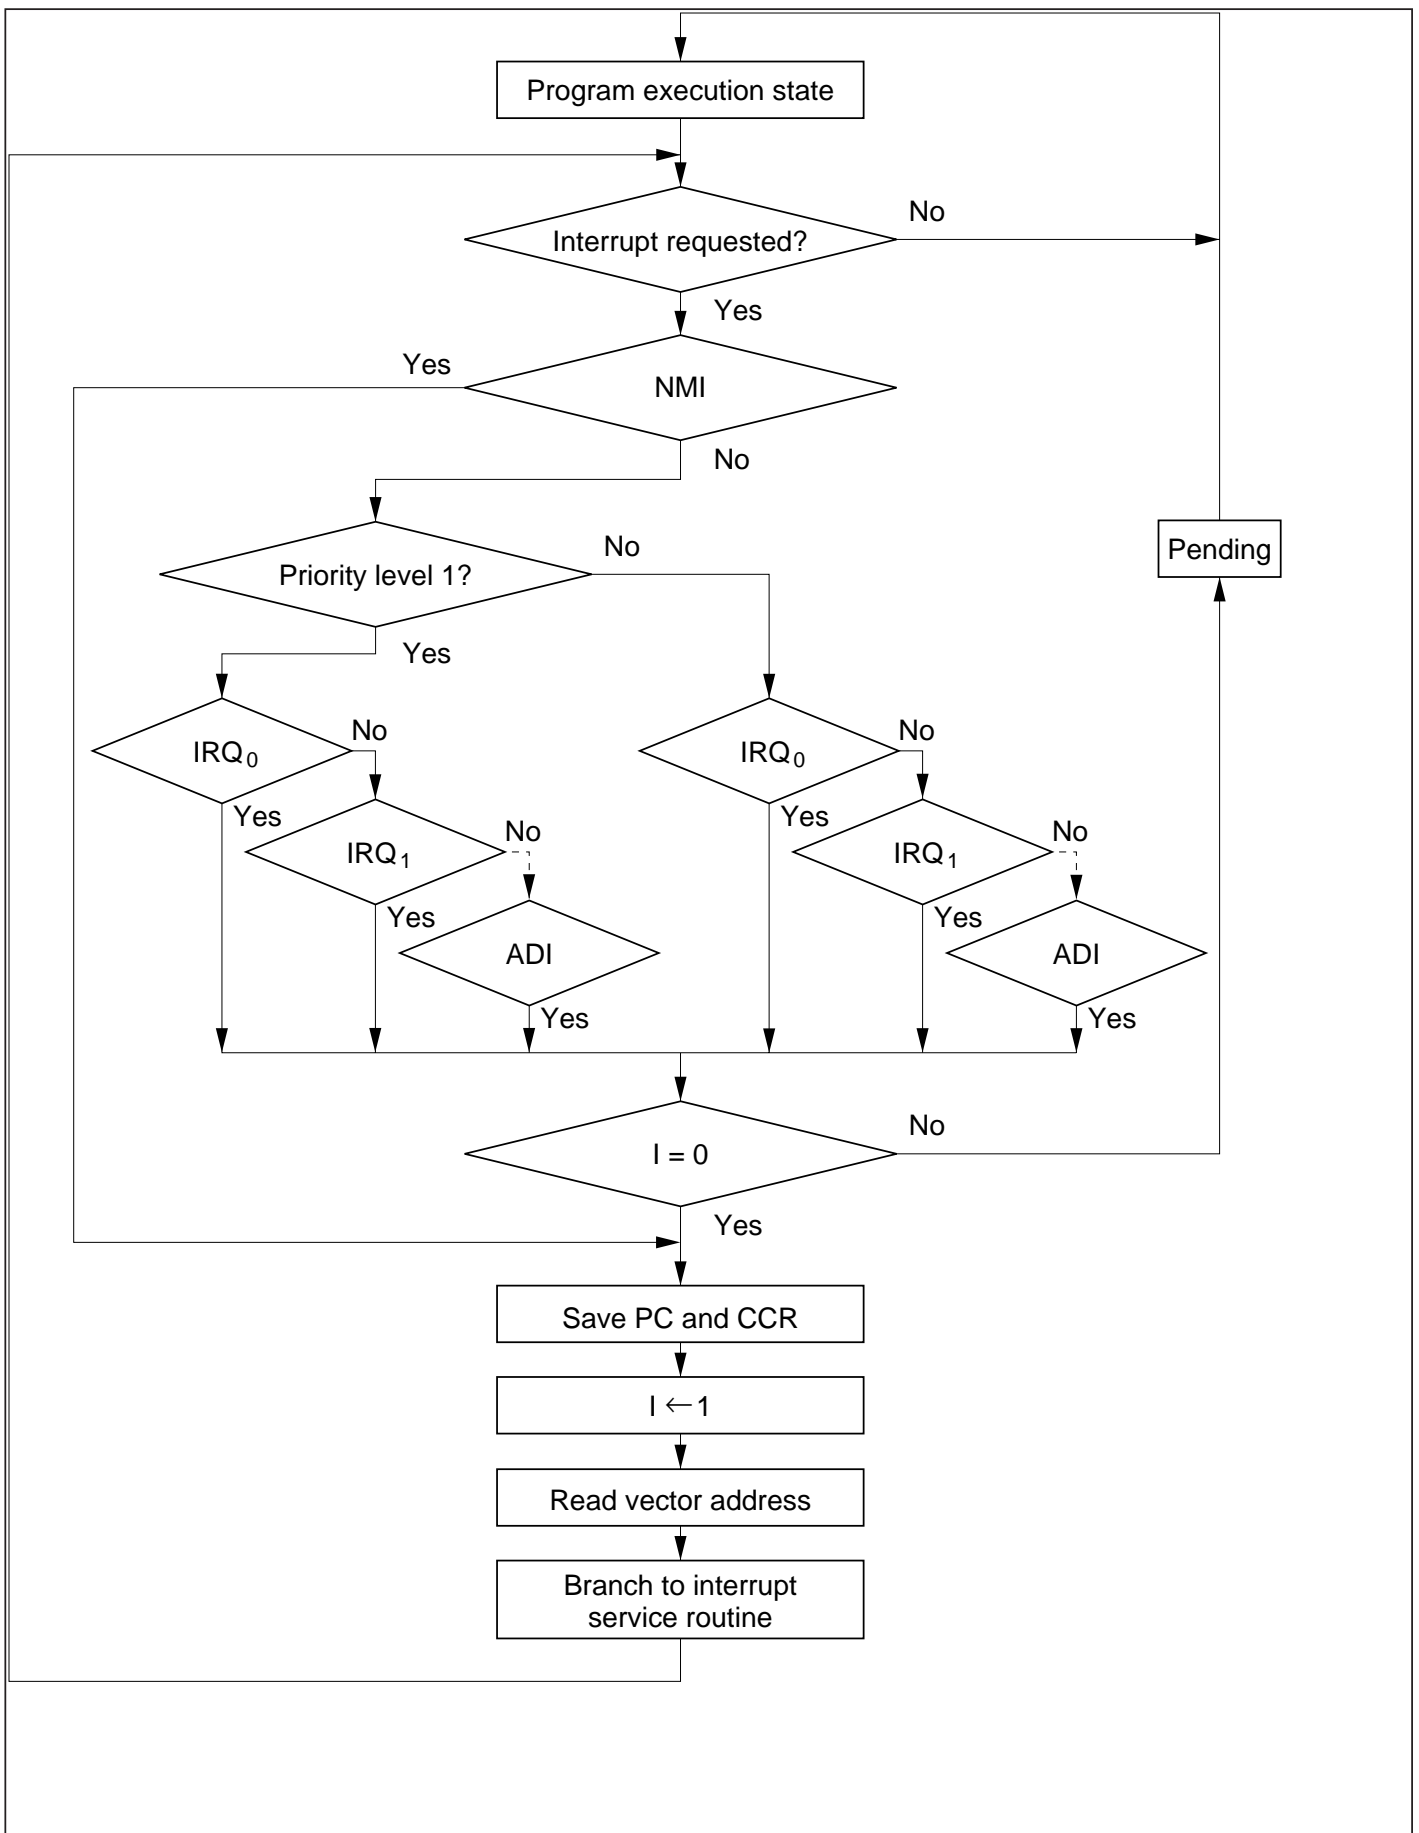 Program execution state
No
Interrupt requested?
Yes
Yes
NMI
No
No
Priority level 1?
Pending
Yes
No
No
IRQ0
IRQ0
Yes
No
Yes
No
IRQ1
IRQ1
Yes
Yes
ADI
ADI
Yes
Yes
No
I = 0
Yes
Save PC and CCR
I ← 1
Read vector address
Branch to interrupt
service routine